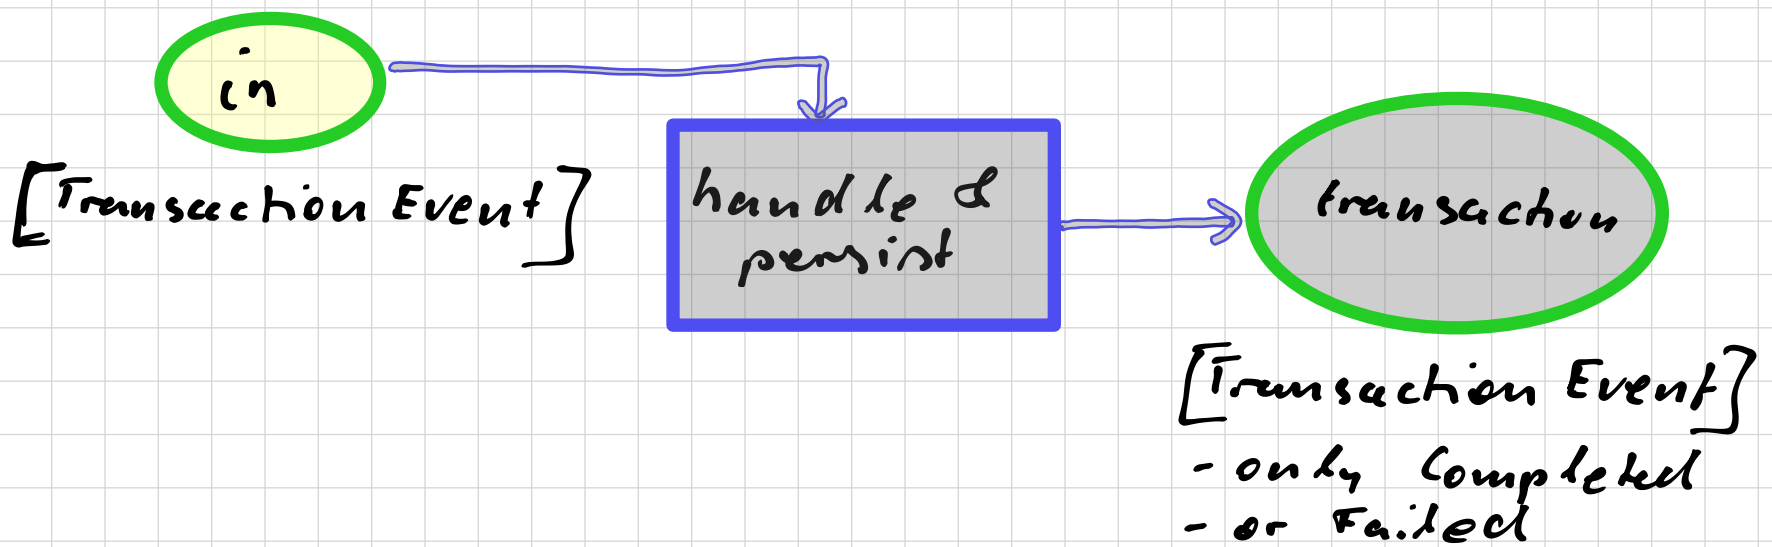 in
[Transaction Event]
handle &
persist
transaction
[Transaction Event]
- only Completed
- or Failed